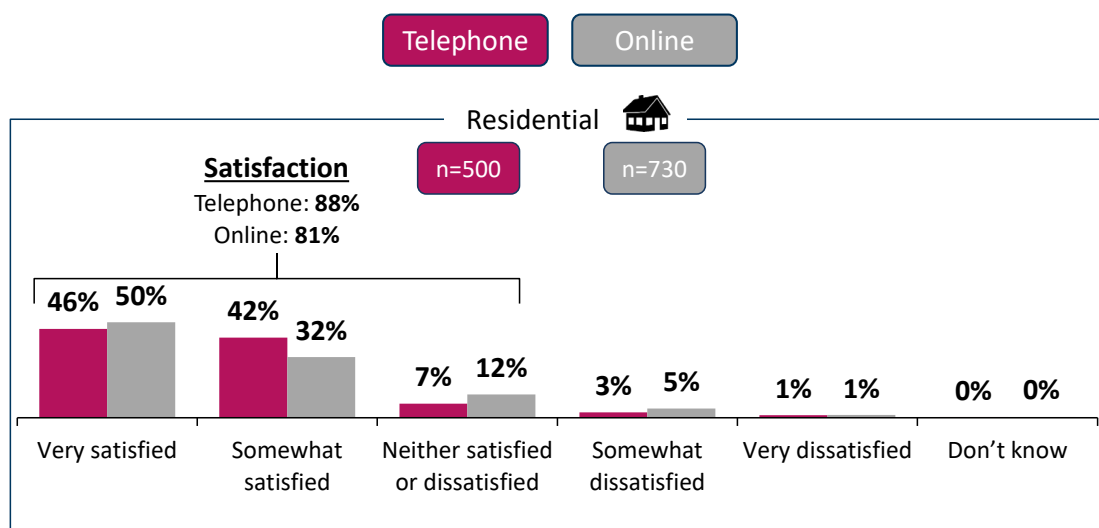 Telephone
Online
Residential
n=500
n=730
Satisfaction
Telephone: 88%
Online: 81%
46%
50%
42%
32%
7%
12%
3%
5%
1%
1%
0%
0%
Very satisfied
Somewhat
satisfied
Neither satisfied
or dissatisfied
Somewhat
dissatisfied
Very dissatisfied
Don’t know